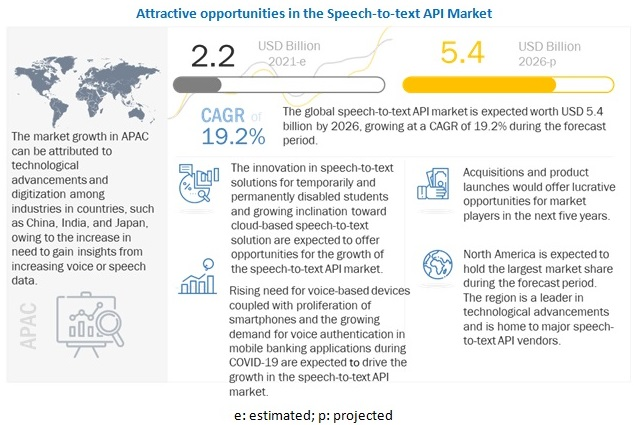 Attractive opportunities in the Speech-to-text API Market
2.2
USD Billion
2021-e
5.4
USD Billion
2026-p
CAGR of
19.2%
The global speech-to-text API market is expected worth USD 5.4
billion by 2026, growing at a CAGR of 19.2% during the forecast
period.
The market growth in APAC
can be attributed to
technological
advancements and
digitization among
industries in countries, such
as China, India, and Japan,
owing to the increase in
need to gain insights from
increasing voice or speech
data.
APAC
The innovation in speech-to-text
solutions for temporarily and
permanently disabled students
and growing inclination toward
cloud-based speech-to-text
solution are expected to offer
opportunities for the growth of
the speech-to-text API market.
Rising need for voice-based devices
coupled with proliferation of
smartphones and the growing
demand for voice authentication in
mobile banking applications during
COVID-19 are expected to drive the
growth in the speech-to-text API
market.
Acquisitions and product
launches would offer lucrative
opportunities for market
players in the next five years.
North America is expected to
hold the largest market share
during the forecast period.
The region is a leader in
technological advancements
and is home to major speech-
to-text API vendors.
e: estimated; p: projected